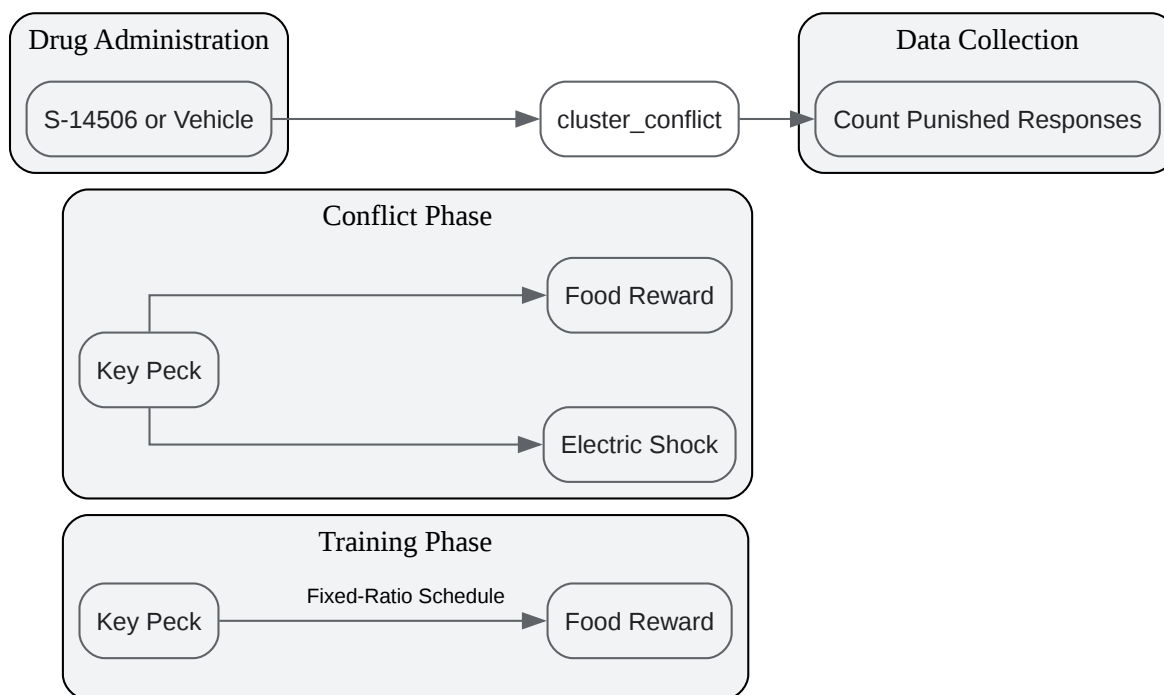 Drug Administration
S-14506 or Vehicle
cluster_conflict
Data Collection
Count Punished Responses
Conflict Phase
Key Peck
Food Reward
Electric Shock
Training Phase
Key Peck
Fixed-Ratio Schedule
Food Reward